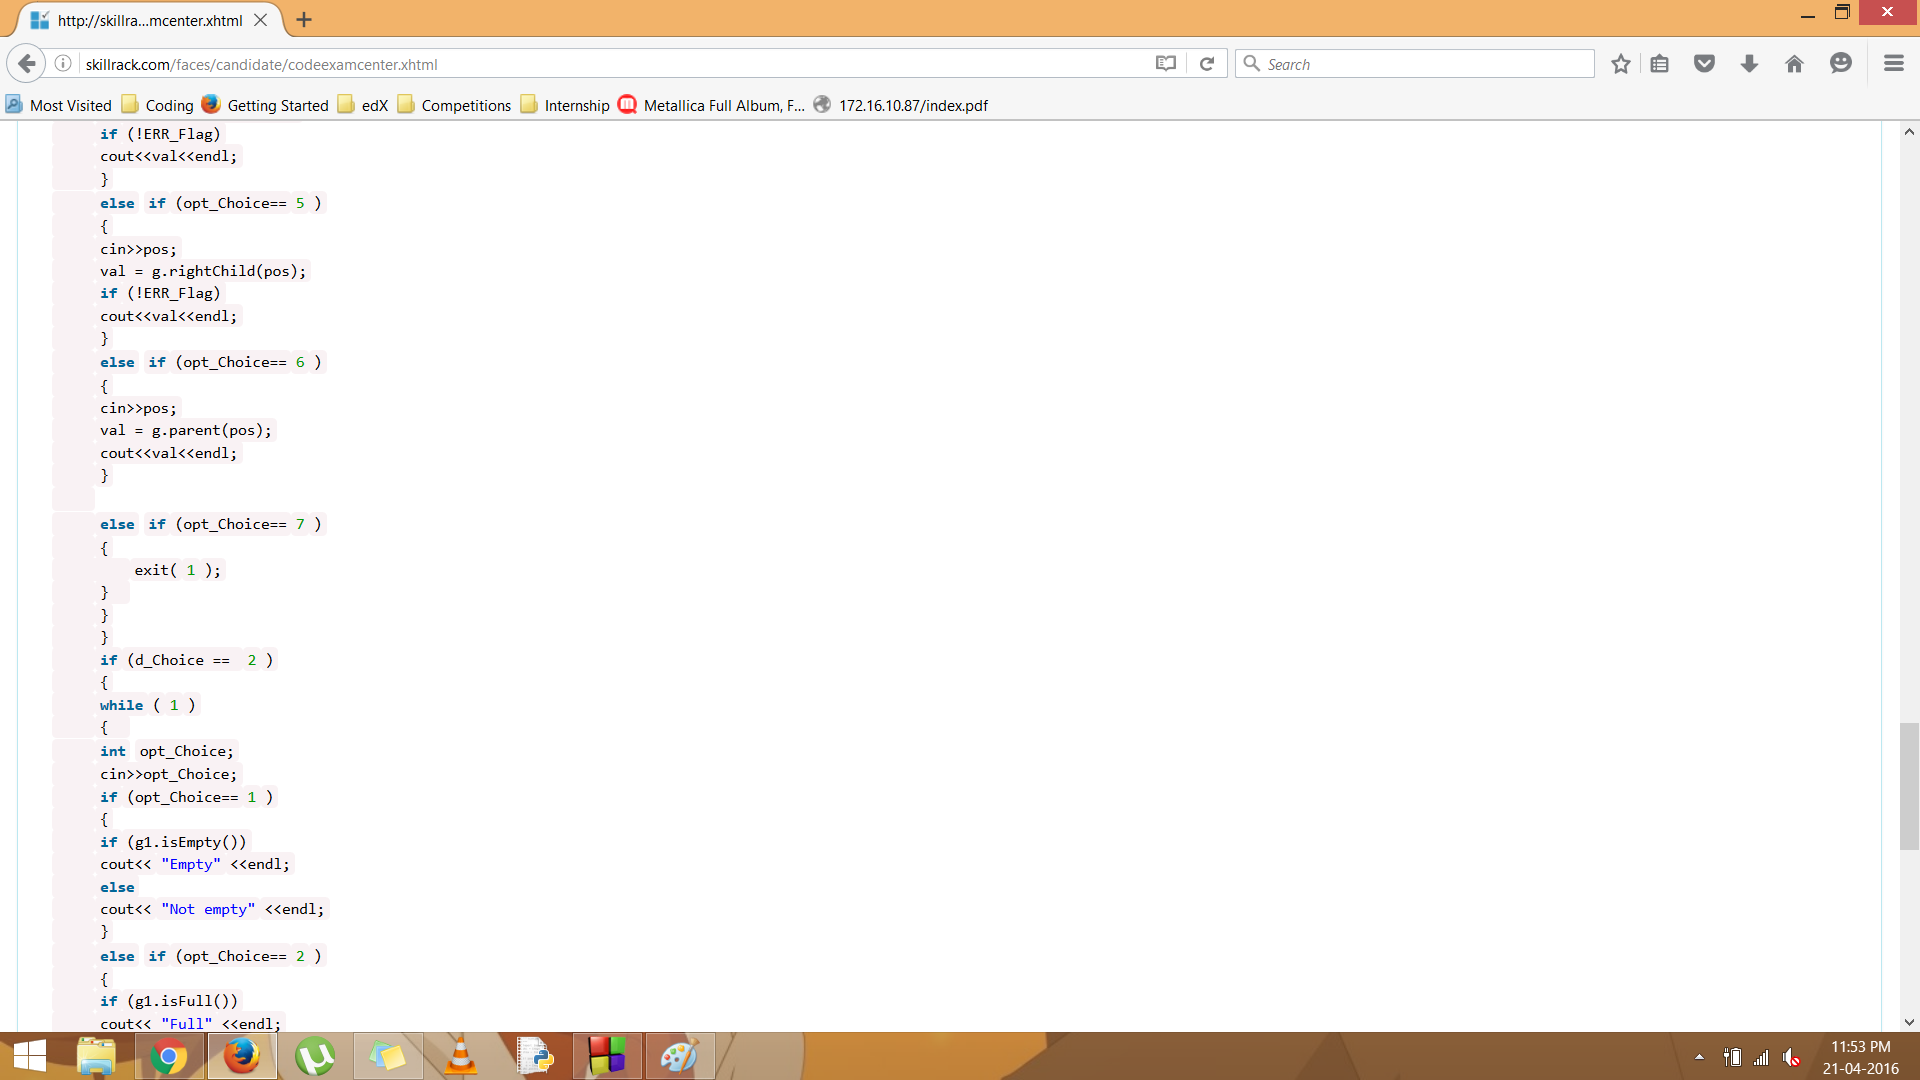 http://skillra...mcenter.xhtml
skillrack.com/faces/candidate/codeexamcenter.xhtml
Search
Most Visited Coding Getting Started edX Competitions Internship Metallica Full Album, F... 172.16.10.87/index.pdf
if (!ERR_Flag)
cout<<val<<endl;
}
else if (opt_Choice== 5 )
{
cin>>pos;
val = g.rightChild(pos);
if (!ERR_Flag)
cout<<val<<endl;
}
else if (opt_Choice== 6 )
{
cin>>pos;
val = g.parent(pos);
cout<<val<<endl;
}
else if (opt_Choice== 7 )
{
exit( 1 );
}
}
}
if (d_Choice == 2 )
{
while ( 1 )
{
int opt_Choice;
cin>>opt_Choice;
if (opt_Choice== 1 )
{
if (g1.isEmpty())
cout<< "Empty" <<endl;
else
cout<< "Not empty" <<endl;
}
else if (opt_Choice== 2 )
{
if (g1.isFull())
cout<< "Full" <<endl;
11:53 PM
21-04-2016